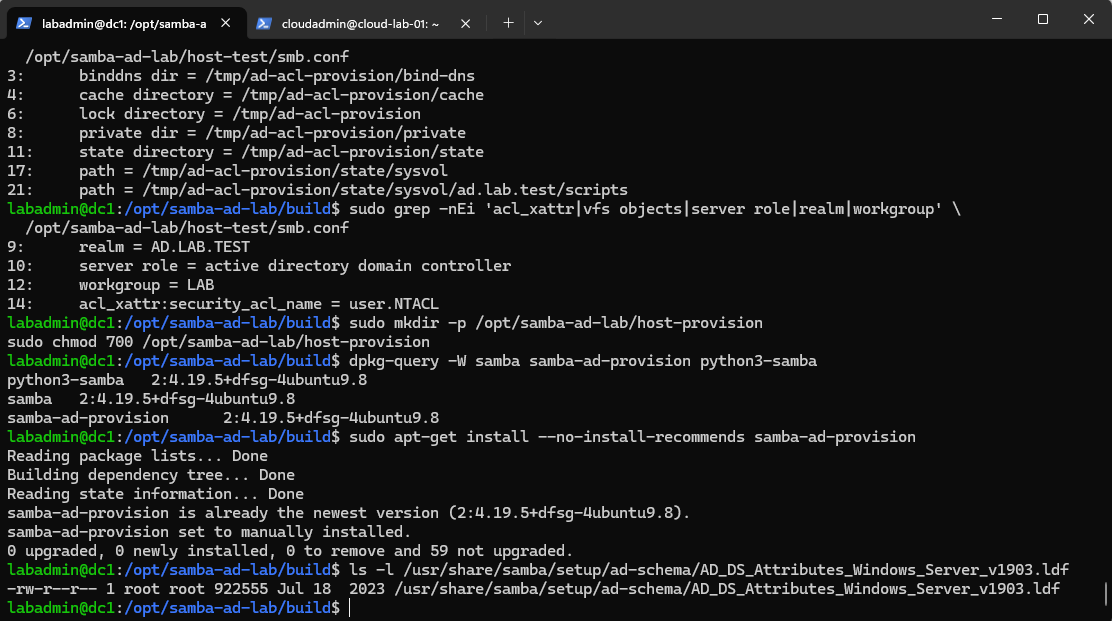 labadmin@dc1: /opt/samba-a
cloudadmin@cloud-lab-01: ~
/opt/samba-ad-lab/host-test/smb.conf
3:      binddns dir = /tmp/ad-acl-provision/bind-dns
4:      cache directory = /tmp/ad-acl-provision/cache
6:      lock directory = /tmp/ad-acl-provision
8:      private dir = /tmp/ad-acl-provision/private
11:      state directory = /tmp/ad-acl-provision/state
17:      path = /tmp/ad-acl-provision/state/sysvol
21:      path = /tmp/ad-acl-provision/state/sysvol/ad.lab.test/scripts
labadmin@dc1:/opt/samba-ad-lab/build$ sudo grep -nEi 'acl_xattr|vfs objects|server role|realm|workgroup' \
  /opt/samba-ad-lab/host-test/smb.conf
9:      realm = AD.LAB.TEST
10:      server role = active directory domain controller
12:      workgroup = LAB
14:      acl_xattr:security_acl_name = user.NTACL
labadmin@dc1:/opt/samba-ad-lab/build$ sudo mkdir -p /opt/samba-ad-lab/host-provision
sudo chmod 700 /opt/samba-ad-lab/host-provision
labadmin@dc1:/opt/samba-ad-lab/build$ dpkg-query -W samba samba-ad-provision python3-samba
python3-samba   2:4.19.5+dfsg-4ubuntu9.8
samba   2:4.19.5+dfsg-4ubuntu9.8
samba-ad-provision      2:4.19.5+dfsg-4ubuntu9.8
labadmin@dc1:/opt/samba-ad-lab/build$ sudo apt-get install --no-install-recommends samba-ad-provision
Reading package lists... Done
Building dependency tree... Done
Reading state information... Done
samba-ad-provision is already the newest version (2:4.19.5+dfsg-4ubuntu9.8).
samba-ad-provision set to manually installed.
0 upgraded, 0 newly installed, 0 to remove and 59 not upgraded.
labadmin@dc1:/opt/samba-ad-lab/build$ ls -l /usr/share/samba/setup/ad-schema/AD_DS_Attributes_Windows_Server_v1903.ldf
-rw-r--r-- 1 root root 922555 Jul 18  2023 /usr/share/samba/setup/ad-schema/AD_DS_Attributes_Windows_Server_v1903.ldf
labadmin@dc1:/opt/samba-ad-lab/build$